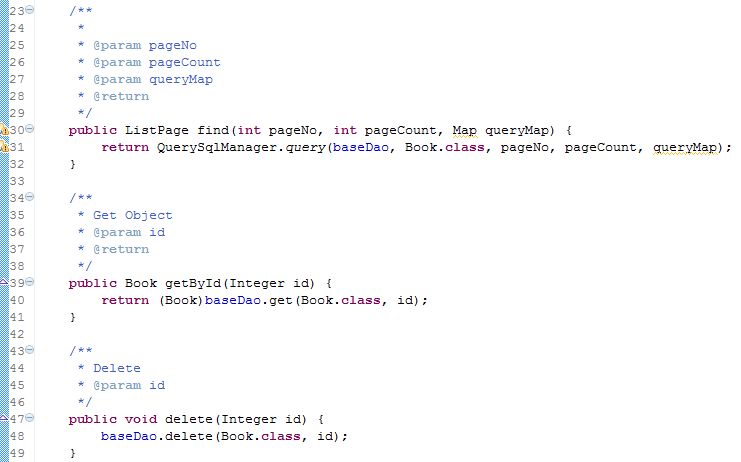 23 /**
24 *
25 * @param pageNo
26 * @param pageCount
27 * @param queryMap
28 * @return
29 */
30 public ListPage find(int pageNo, int pageCount, Map queryMap) {
31 return QuerySqlManager.query(baseDao, Book.class, pageNo, pageCount, queryMap);
32 }
33
34 /**
35 * Get Object
36 * @param id
37 * @return
38 */
39 public Book getById(Integer id) {
40 return (Book)baseDao.get(Book.class, id);
41 }
42
43 /**
44 * Delete
45 * @param id
46 */
47 public void delete(Integer id) {
48 baseDao.delete(Book.class, id);
49 }